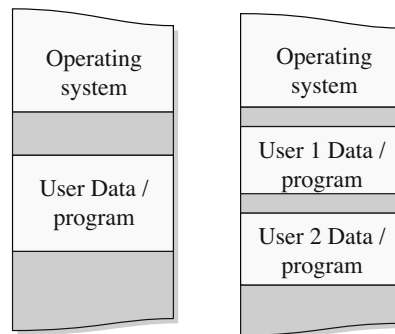 Operating
system
User Data /
program
Operating
system
User 1 Data /
program
User 2 Data /
program